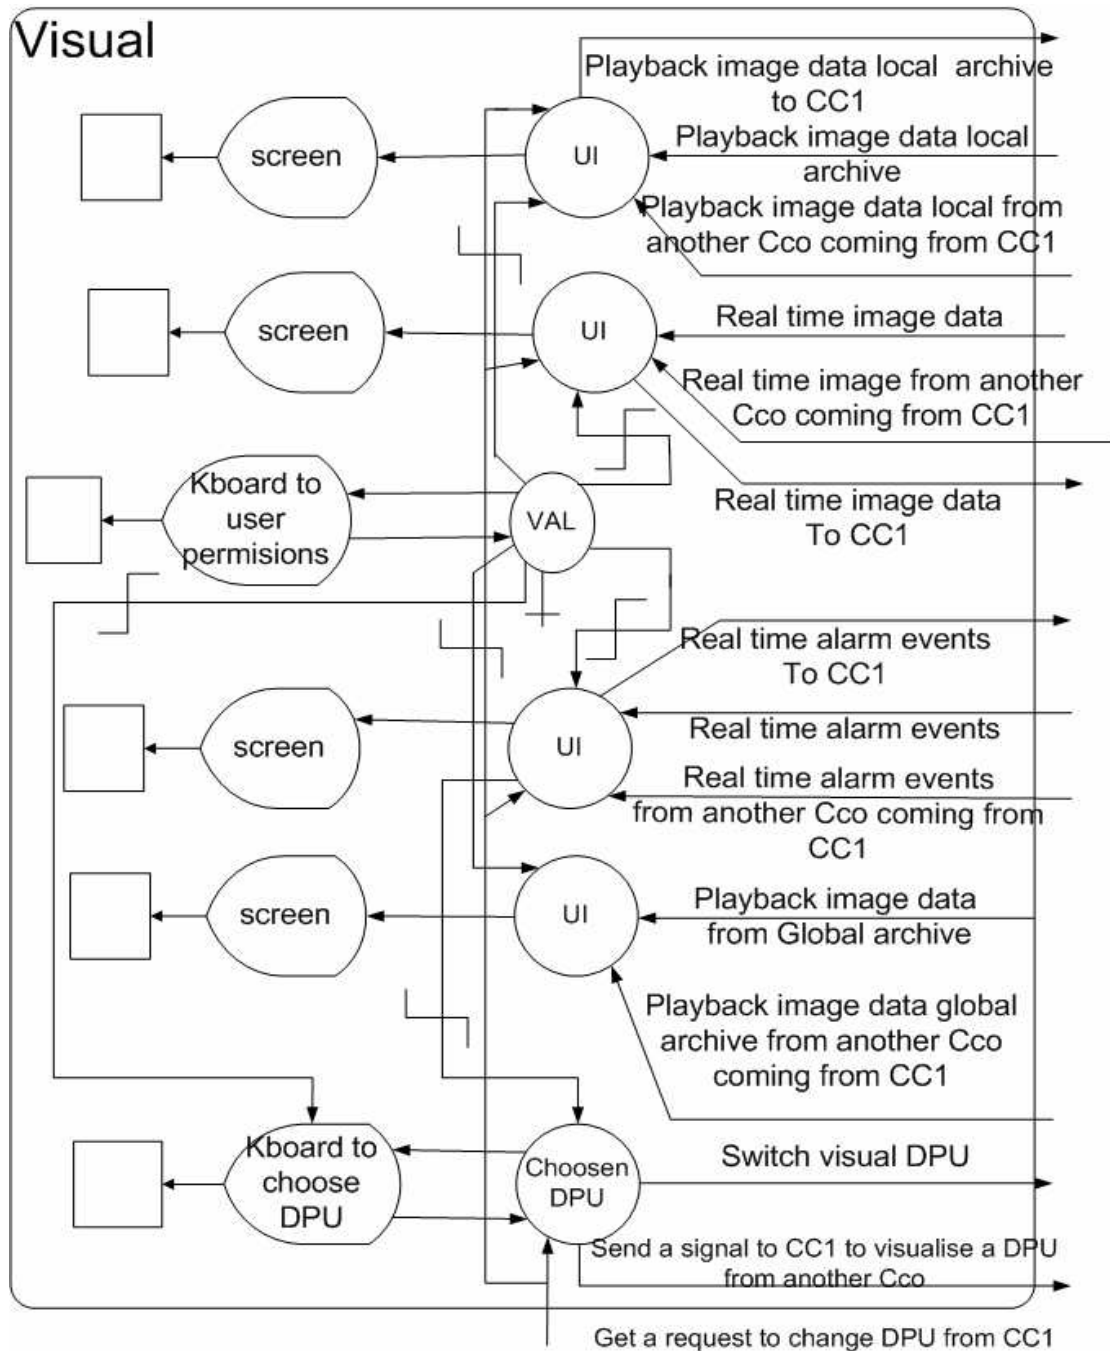 Visual
Playback image data local archive
to CC1
screen
UI
Playback image data local
archive
Playback image data local from
another Cco coming from CC1
screen
UI
Real time image data
Real time image from another
Cco coming from CC1
Kboard to
user
permisions
VAL
Real time image data
To CC1
Real time alarm events
To CC1
screen
UI
Real time alarm events
Real time alarm events
from another Cco coming from
CC1
screen
UI
Playback image data
from Global archive
Playback image data global
archive from another Cco
coming from CC1
Kboard to
choose
DPU
Choosen
DPU
Switch visual DPU
Send a signal to CC1 to visualise a DPU
from another Cco
Get a request to change DPU from CC1